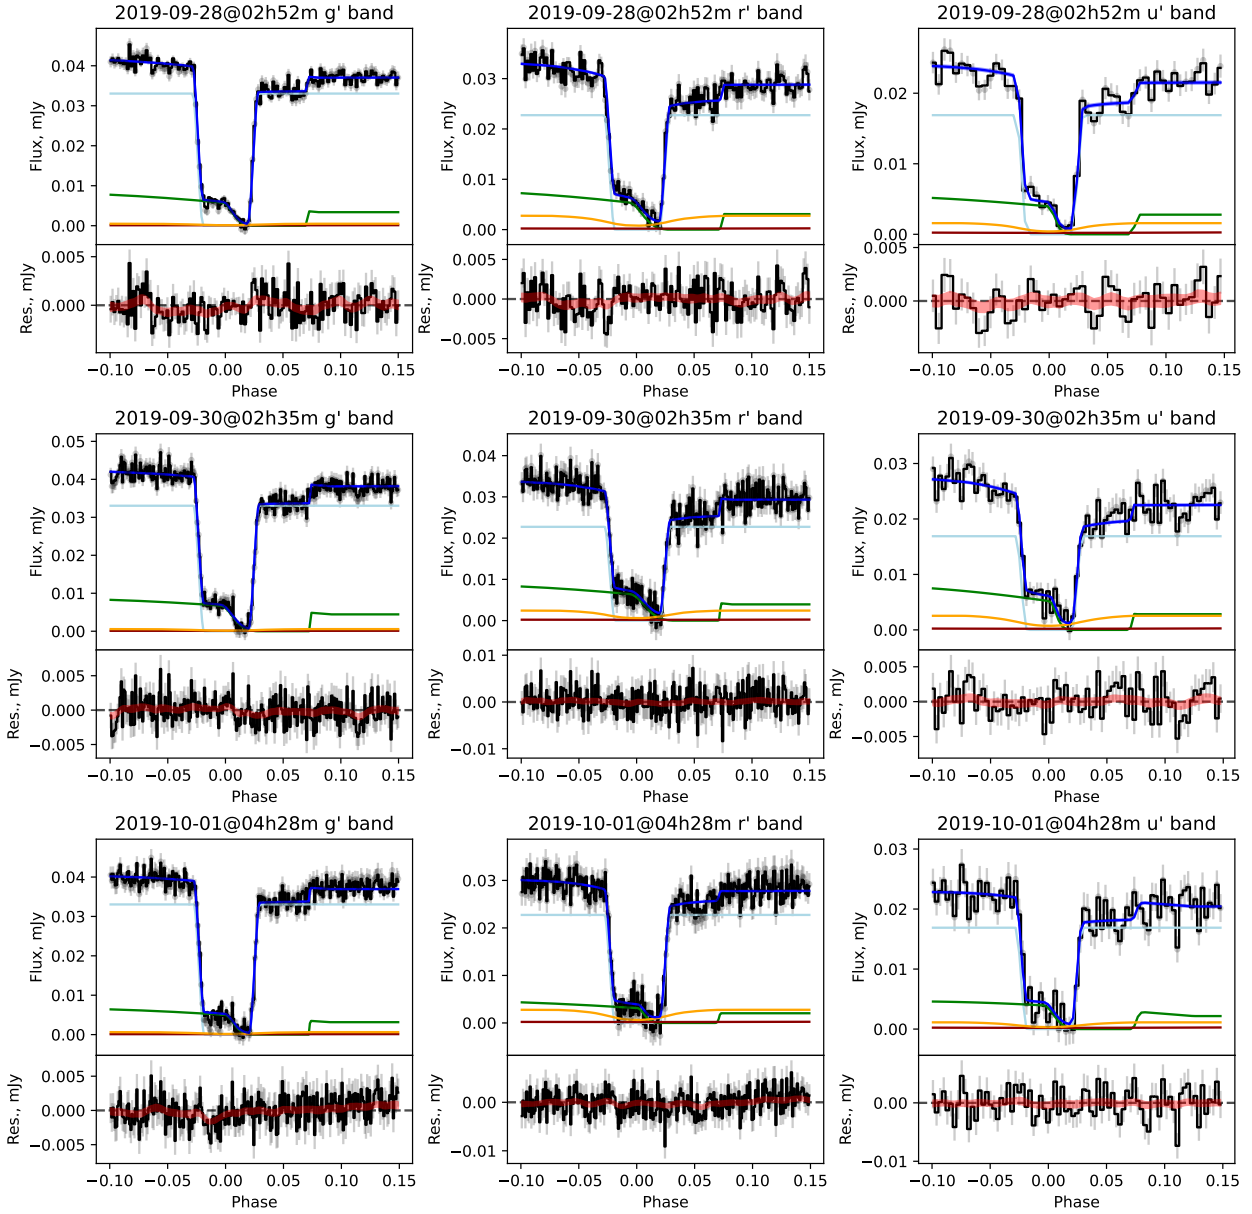 2019-09-28@02h52m g' band
2019-09-28@02h52m r' band
2019-09-28@02h52m u' band
Flux, mJy
0.04
0.03
0.02
0.01
0.00
Flux, mJy
0.03
0.02
0.01
0.00
Flux, mJy
0.02
0.01
0.00
Res., mJy
0.005
0.000
Res., mJy
0.005
0.000
−0.005
Res., mJy
0.005
0.000
−0.10 −0.05 0.00 0.05 0.10 0.15
−0.10 −0.05 0.00 0.05 0.10 0.15
−0.10 −0.05 0.00 0.05 0.10 0.15
Phase
Phase
Phase
2019-09-30@02h35m g' band
2019-09-30@02h35m r' band
2019-09-30@02h35m u' band
Flux, mJy
0.05
0.04
0.03
0.02
0.01
0.00
Flux, mJy
0.04
0.03
0.02
0.01
0.00
Flux, mJy
0.03
0.02
0.01
0.00
Res., mJy
0.005
0.000
−0.005
Res., mJy
0.01
0.00
−0.01
Res., mJy
0.005
0.000
−0.005
−0.10 −0.05 0.00 0.05 0.10 0.15
−0.10 −0.05 0.00 0.05 0.10 0.15
−0.10 −0.05 0.00 0.05 0.10 0.15
Phase
Phase
Phase
2019-10-01@04h28m g' band
2019-10-01@04h28m r' band
2019-10-01@04h28m u' band
Flux, mJy
0.04
0.03
0.02
0.01
0.00
Flux, mJy
0.03
0.02
0.01
0.00
Flux, mJy
0.03
0.02
0.01
0.00
Res., mJy
0.005
0.000
−0.005
Res., mJy
0.00
−0.01
Res., mJy
0.00
−0.01
−0.10 −0.05 0.00 0.05 0.10 0.15
−0.10 −0.05 0.00 0.05 0.10 0.15
−0.10 −0.05 0.00 0.05 0.10 0.15
Phase
Phase
Phase